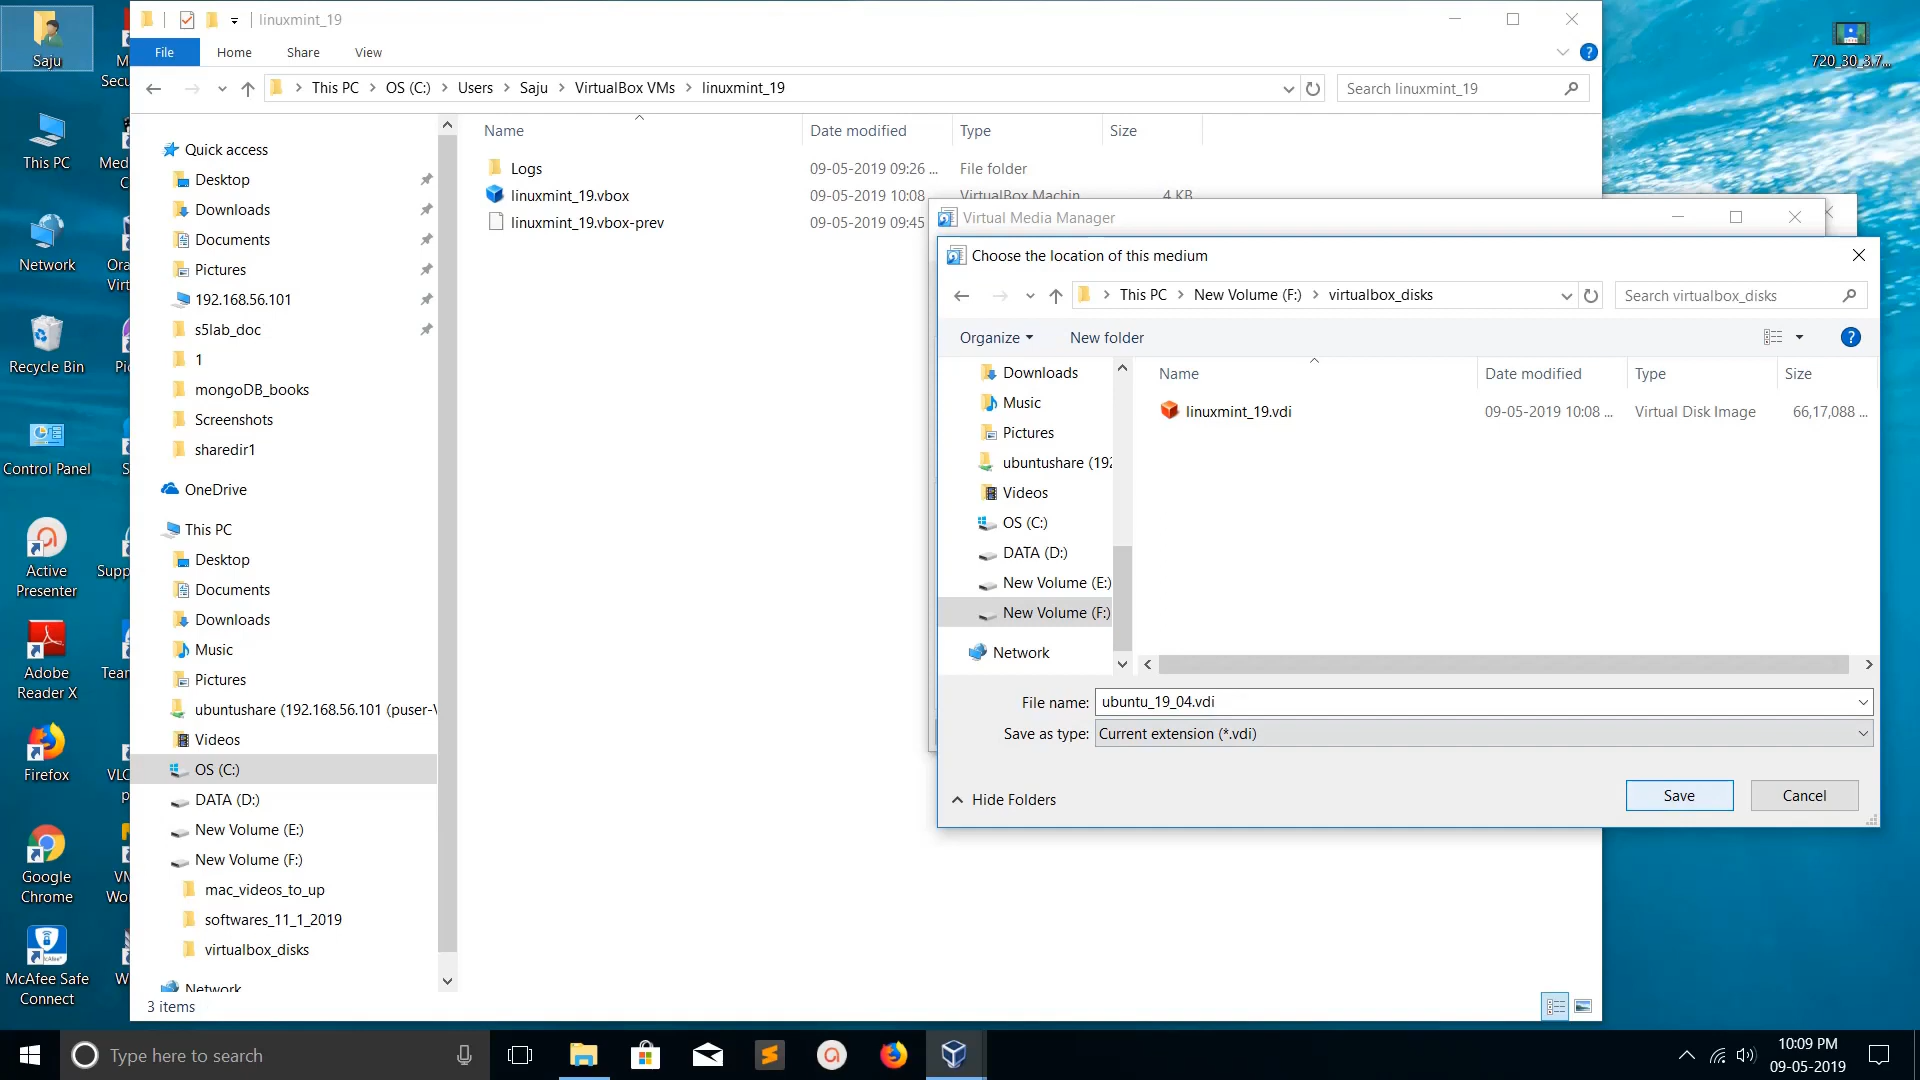 linuxmint_19
File Home Share View
This PC OS (C:) Users Saju VirtualBox VMs linuxmint_19
Search linuxmint_19
Quick access
Desktop
Downloads
Documents
Pictures
192.168.56.101
s5lab_doc
1
mongoDB_books
Screenshots
sharedir1
OneDrive
This PC
Desktop
Documents
Downloads
Music
Pictures
ubuntushare (192.168.56.101 (puser-
Videos
OS (C:)
DATA (D:)
New Volume (E:)
New Volume (F:)
mac_videos_to_up
softwares_11_1_2019
virtualbox_disks
Network
3 items
Name Date modified Type Size
Logs 09-05-2019 09:26 ... File folder
linuxmint_19.vbox 09-05-2019 10:08 VirtualBox Machin 4 KB
linuxmint_19.vbox-prev 09-05-2019 09:45
Virtual Media Manager
Choose the location of this medium
This PC New Volume (F:) virtualbox_disks
Search virtualbox_disks
Organize New folder
Downloads
Music
Pictures
ubuntushare (192
Videos
OS (C:)
DATA (D:)
New Volume (E:)
New Volume (F:)
Network
Name Date modified Type Size
linuxmint_19.vdi 09-05-2019 10:08 ... Virtual Disk Image 66,17,088 ...
File name: ubuntu_19_04.vdi
Save as type: Current extension (*.vdi)
Hide Folders
Save Cancel
Saju
This PC
Network
Recycle Bin
Control Panel
Active
Presenter
Adobe
Reader X
Firefox
Google
Chrome
McAfee Safe
Connect
M
Secu
Med
C
Ora
Virt
Pi
S
Supp
Tear
VLC
p
VM
Wo
W
720_30_3.7...
Type here to search
10:09 PM
09-05-2019